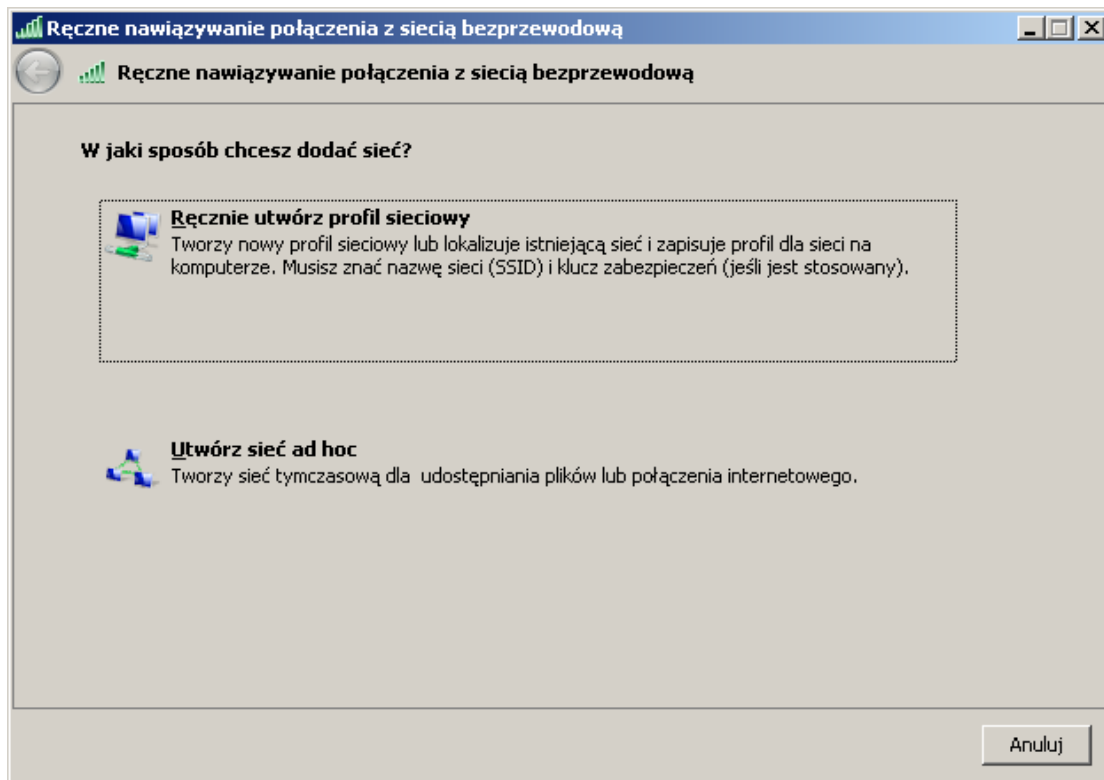 Ręczne nawiązywanie połączenia z siecią bezprzewodową
Ręczne nawiązywanie połączenia z siecią bezprzewodową
W jaki sposób chcesz dodać sieć?
Ręcznie utwórz profil sieciowy
Tworzy nowy profil sieciowy lub lokalizuje istniejącą sieć i zapisuje profil dla sieci na
komputerze. Musisz znać nazwę sieci (SSID) i klucz zabezpieczeń (jeśli jest stosowany).
Utwórz sieć ad hoc
Tworzy sieć tymczasową dla  udostępniania plików lub połączenia internetowego.
Anuluj